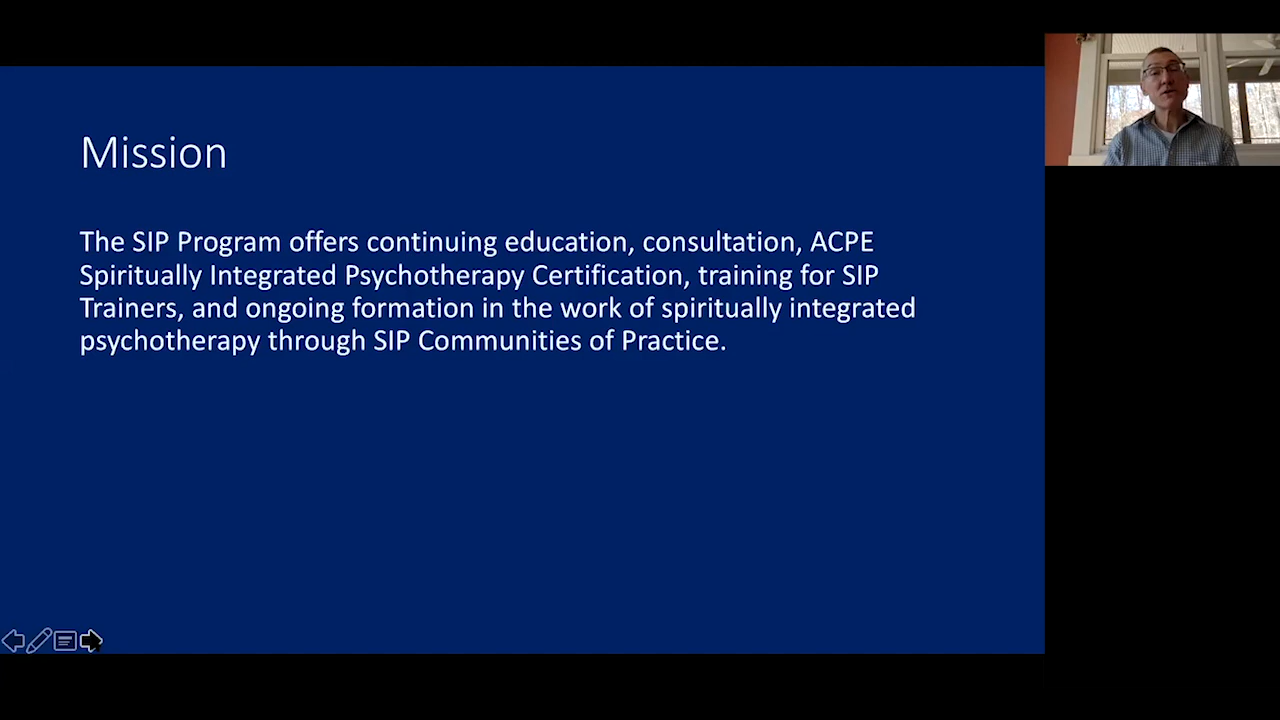 Mission
The SIP Program offers continuing education, consultation, ACPE
Spiritually Integrated Psychotherapy Certification, training for SIP
Trainers, and ongoing formation in the work of spiritually integrated
psychotherapy through SIP Communities of Practice.